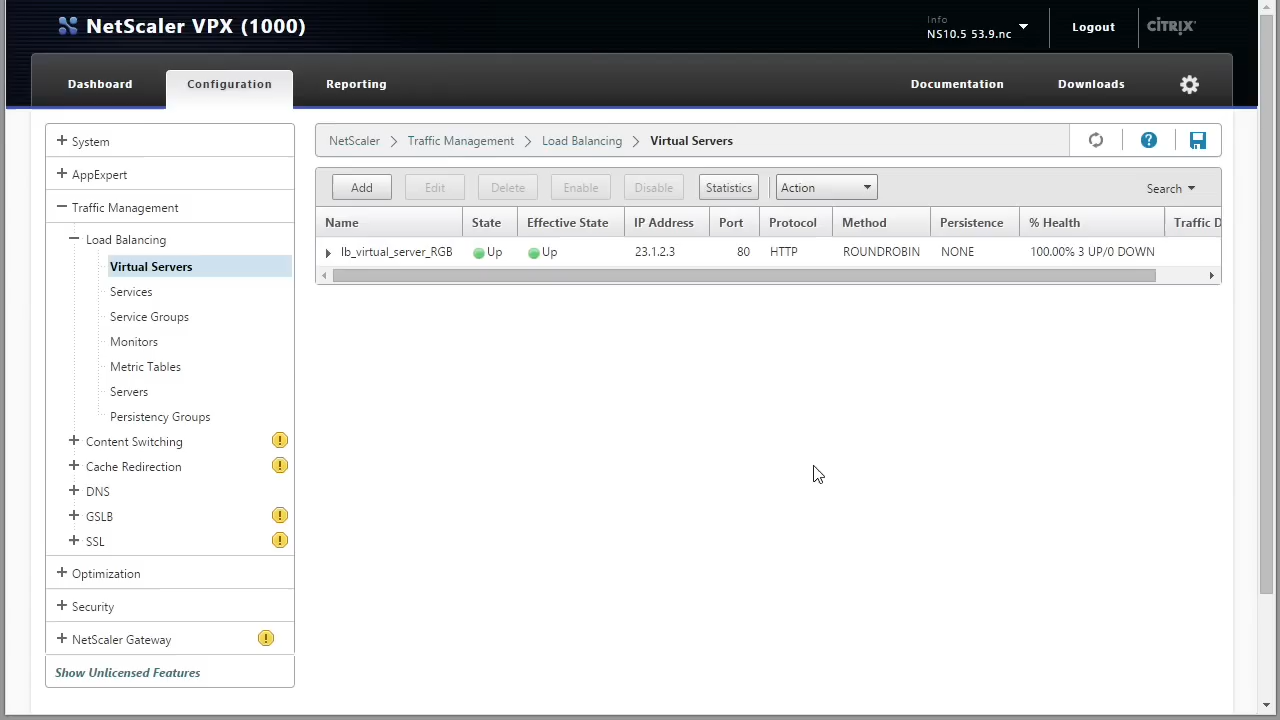 NetScaler VPX (1000)
Info
NS10.5 53.9.nc
Logout
CITRIX
Dashboard
Configuration
Reporting
Documentation
Downloads
System
AppExpert
Traffic Management
Load Balancing
Virtual Servers
Services
Service Groups
Monitors
Metric Tables
Servers
Persistency Groups
Content Switching
Cache Redirection
DNS
GSLB
SSL
Optimization
Security
NetScaler Gateway
Show Unlicensed Features
NetScaler > Traffic Management > Load Balancing > Virtual Servers
Add Edit Delete Enable Disable Statistics Action Search
Name State Effective State IP Address Port Protocol Method Persistence % Health Traffic D
lb_virtual_server_RGB Up Up 23.1.2.3 80 HTTP ROUNDROBIN NONE 100.00% 3 UP/0 DOWN